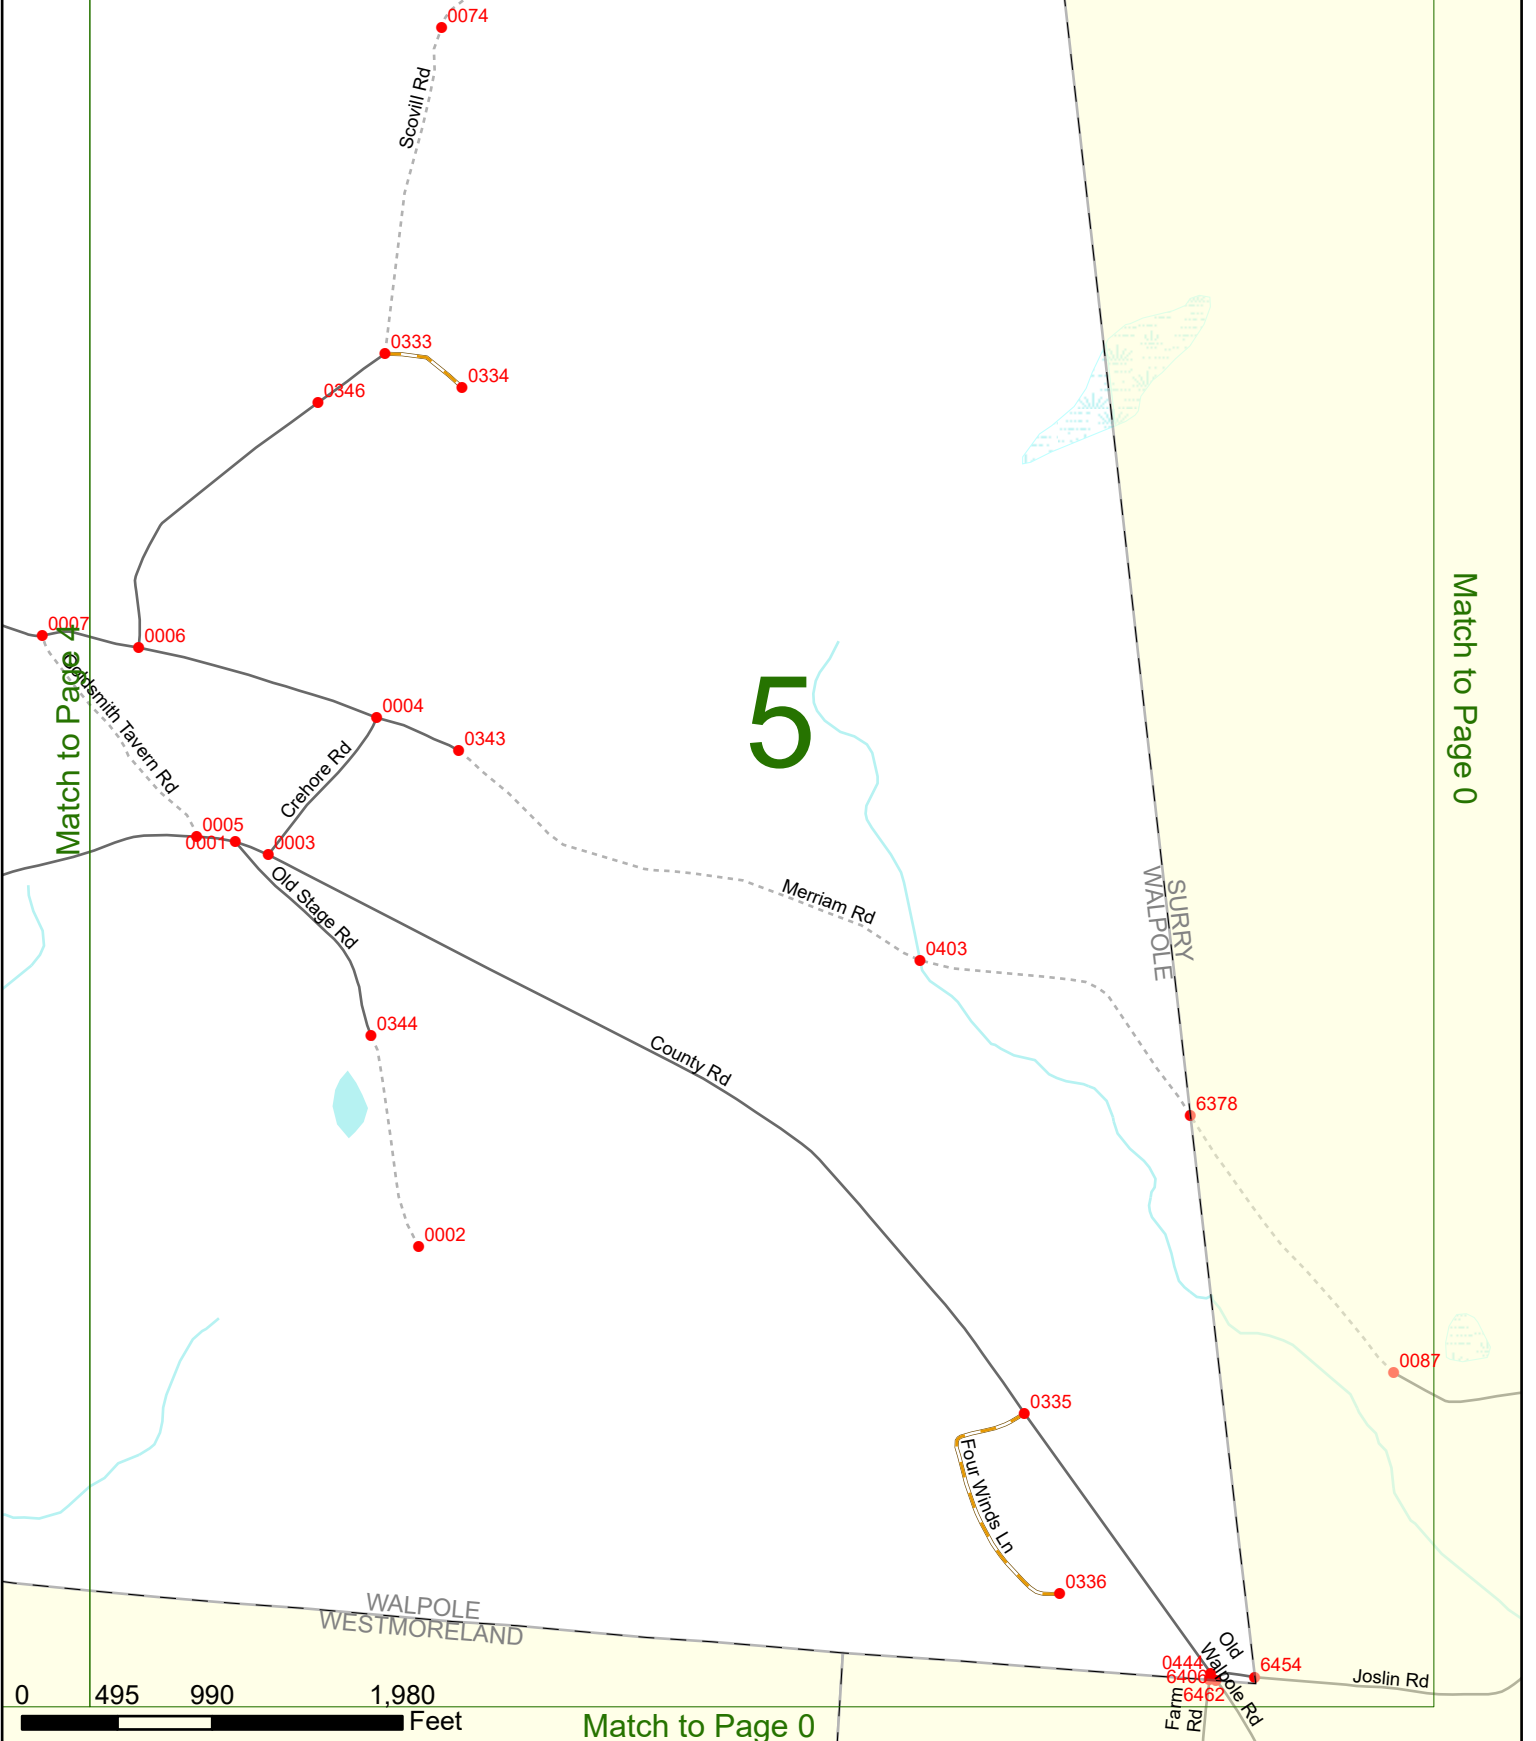 0074
Scovill Rd
0333
0334
0346
0007
0006
Match to Page 4
Goldsmith Tavern Rd
0004
0343
5
Match to Page 0
Crehore Rd
0005
0001
0003
Old Stage Rd
Merriam Rd
0403
SURRY
WALPOLE
0344
County Rd
6378
0002
0087
0335
Four Winds Ln
0336
WALPOLE
WESTMORELAND
Old
Walpole Rd
0444
6406
6462
6454
Joslin Rd
Farm
Rd
0 495 990 1,980
Feet
Match to Page 0